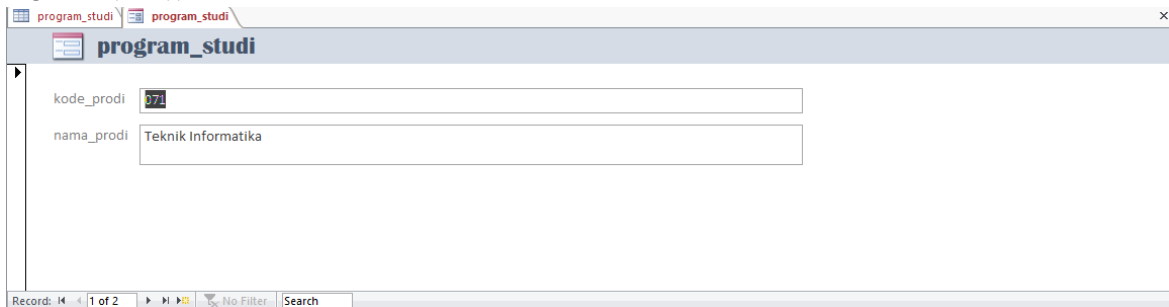 program_studi program_studi
program_studi
kode_prodi 071
nama_prodi Teknik Informatika
Record: 1 of 2 No Filter Search